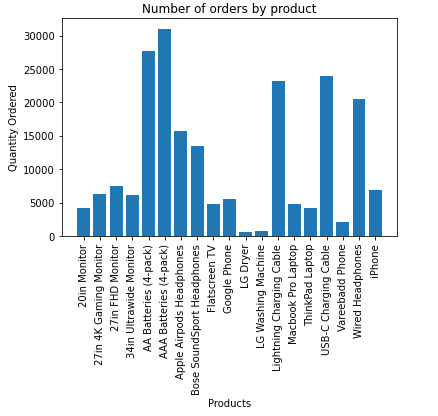 Number of orders by product
Quantity Ordered
30000
25000
20000
15000
10000
5000
0
20in Monitor
27in 4K Gaming Monitor
27in FHD Monitor
34in Ultrawide Monitor
AA Batteries (4-pack)
AAA Batteries (4-pack)
Apple Airpods Headphones
Bose SoundSport Headphones
Flatscreen TV
Google Phone
LG Dryer
LG Washing Machine
Lightning Charging Cable
Macbook Pro Laptop
ThinkPad Laptop
USB-C Charging Cable
Vareebadd Phone
Wired Headphones
iPhone
Products